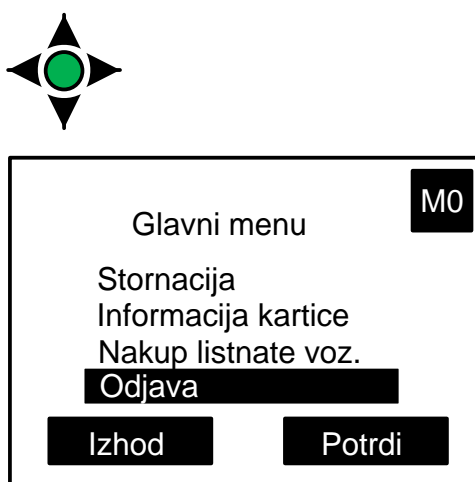 M0
Glavni menu
Stornacija
Informacija kartice
Nakup listnate voz.
Odjava
Izhod Potrdi